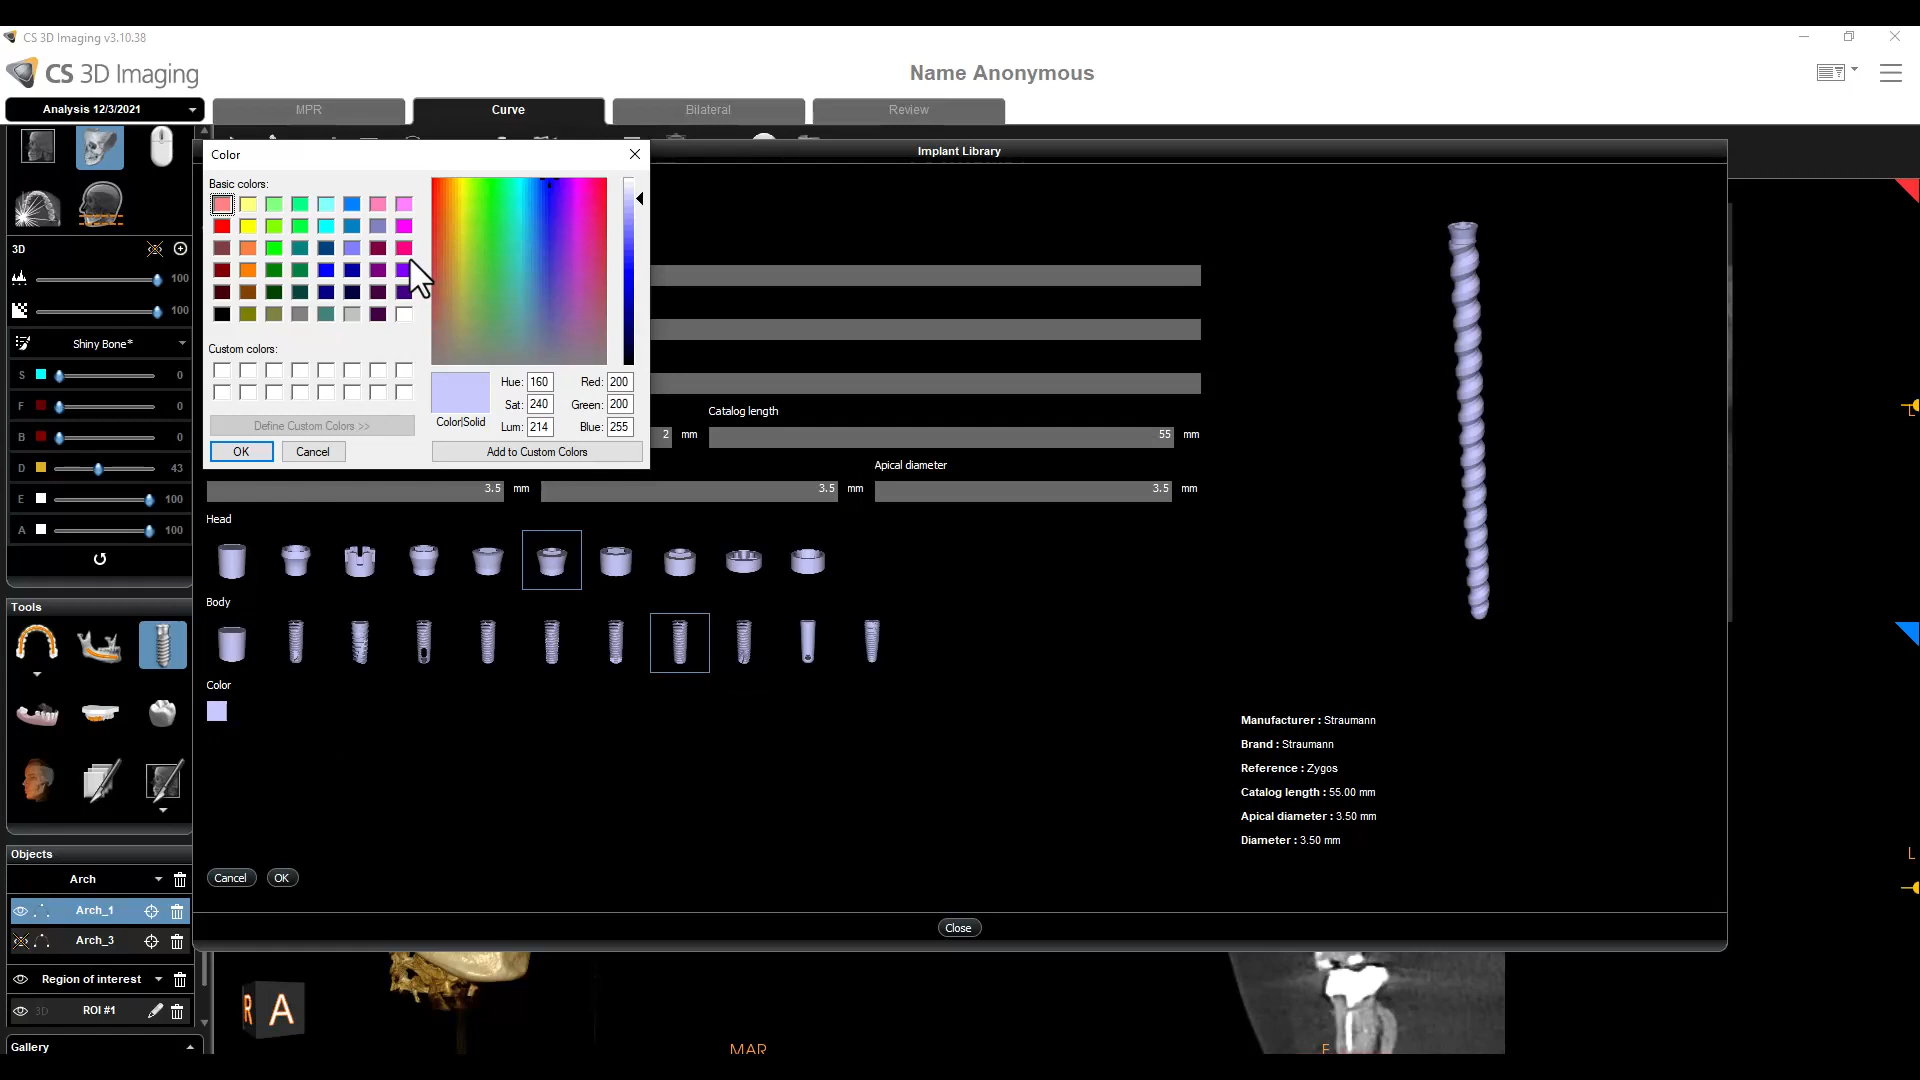 CS 3D Imaging v3.10.38
CS 3D Imaging
Name Anonymous
Analysis 12/3/2021
MPR
Curve
Bilateral
Review
Implant Library
Color
Basic colors:
Custom colors:
Define Custom Colors >>
OK
Cancel
Color|Solid
Hue: 160
Sat: 240
Lum: 214
Red: 200
Green: 200
Blue: 255
Add to Custom Colors
3D
100
100
Shiny Bone*
S 0
F 0
B 0
D 43
E 100
A 100
Tools
Objects
Arch
Arch_1
Arch_3
Region of interest
3D ROI #1
Gallery
Catalog length
2 mm
55 mm
Apical diameter
3.5 mm
3.5 mm
3.5 mm
Head
Body
Color
Cancel
OK
Manufacturer : Straumann
Brand : Straumann
Reference : Zygos
Catalog length : 55.00 mm
Apical diameter : 3.50 mm
Diameter : 3.50 mm
Close
R A
MAR
L
L